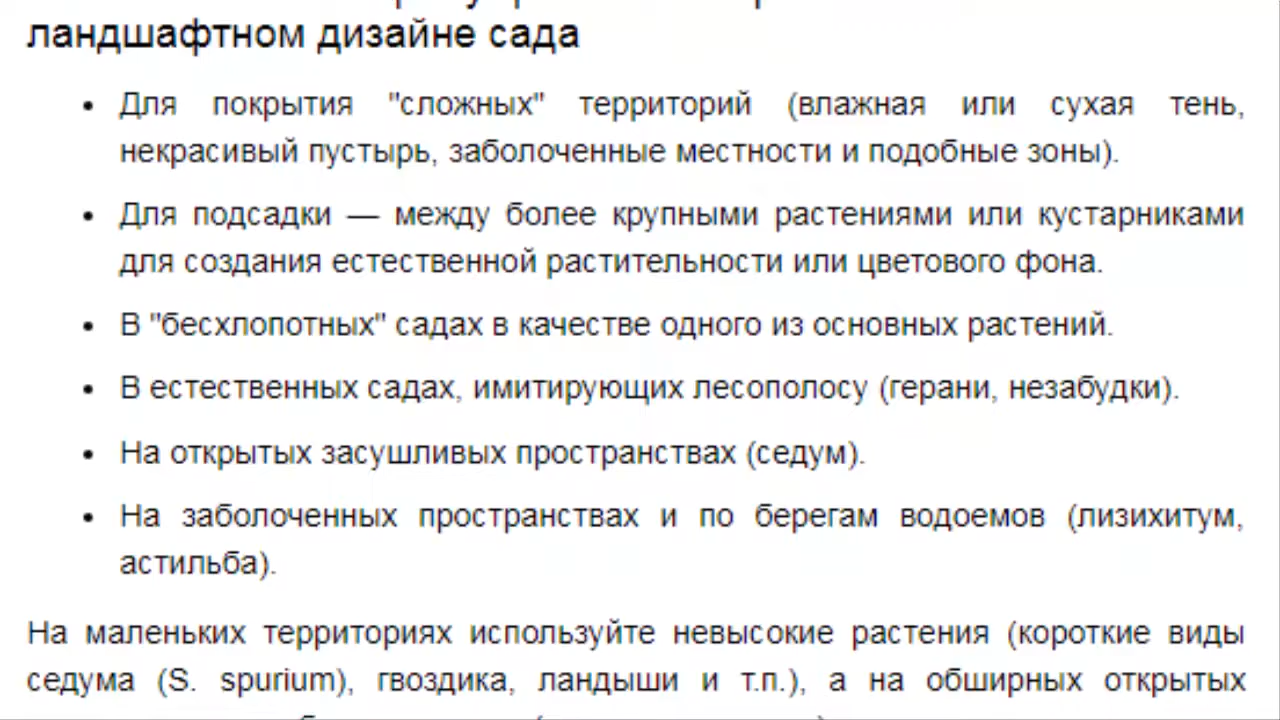 ландшафтном дизайне сада
• Для покрытия "сложных" территорий (влажная или сухая тень,
некрасивый пустырь, заболоченные местности и подобные зоны).
• Для подсадки — между более крупными растениями или кустарниками
для создания естественной растительности или цветового фона.
• В "бесхлопотных" садах в качестве одного из основных растений.
• В естественных садах, имитирующих лесополосу (герани, незабудки).
• На открытых засушливых пространствах (седум).
• На заболоченных пространствах и по берегам водоемов (лизихитум,
астильба).
На маленьких территориях используйте невысокие растения (короткие виды
седума (S. spurium), гвоздика, ландыши и т.п.), а на обширных открытых